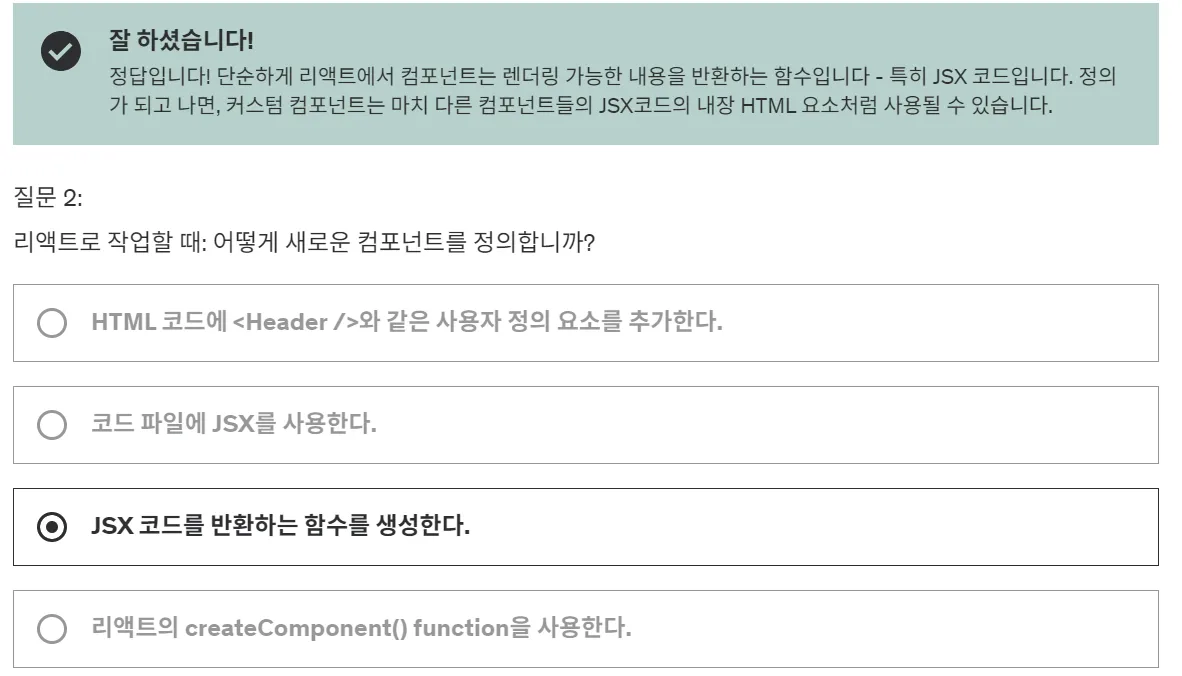 잘 하셨습니다!
정답입니다! 단순하게 리액트에서 컴포넌트는 렌더링 가능한 내용을 반환하는 함수입니다 - 특히 JSX 코드입니다. 정의
가 되고 나면, 커스텀 컴포넌트는 마치 다른 컴포넌트들의 JSX코드의 내장 HTML 요소처럼 사용될 수 있습니다.
질문 2:
리액트로 작업할 때: 어떻게 새로운 컴포넌트를 정의합니까?
HTML 코드에 <Header />와 같은 사용자 정의 요소를 추가한다.
코드 파일에 JSX를 사용한다.
JSX 코드를 반환하는 함수를 생성한다.
리액트의 createComponent() function을 사용한다.